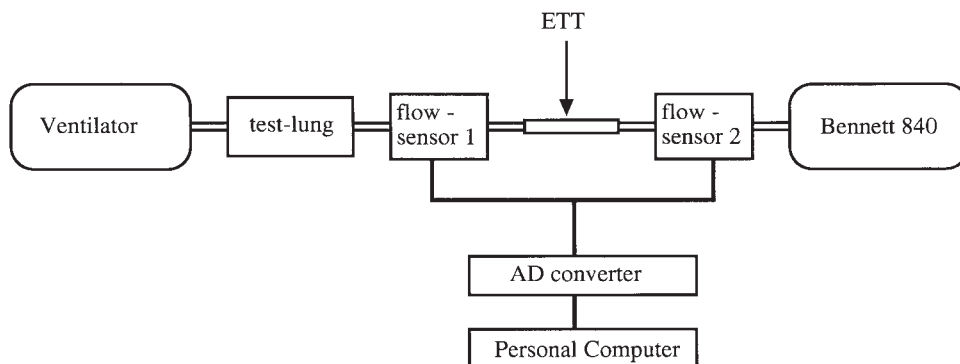 ETT
Ventilator
test-lung
flow -
sensor 1
flow -
sensor 2
Bennett 840
AD converter
Personal Computer